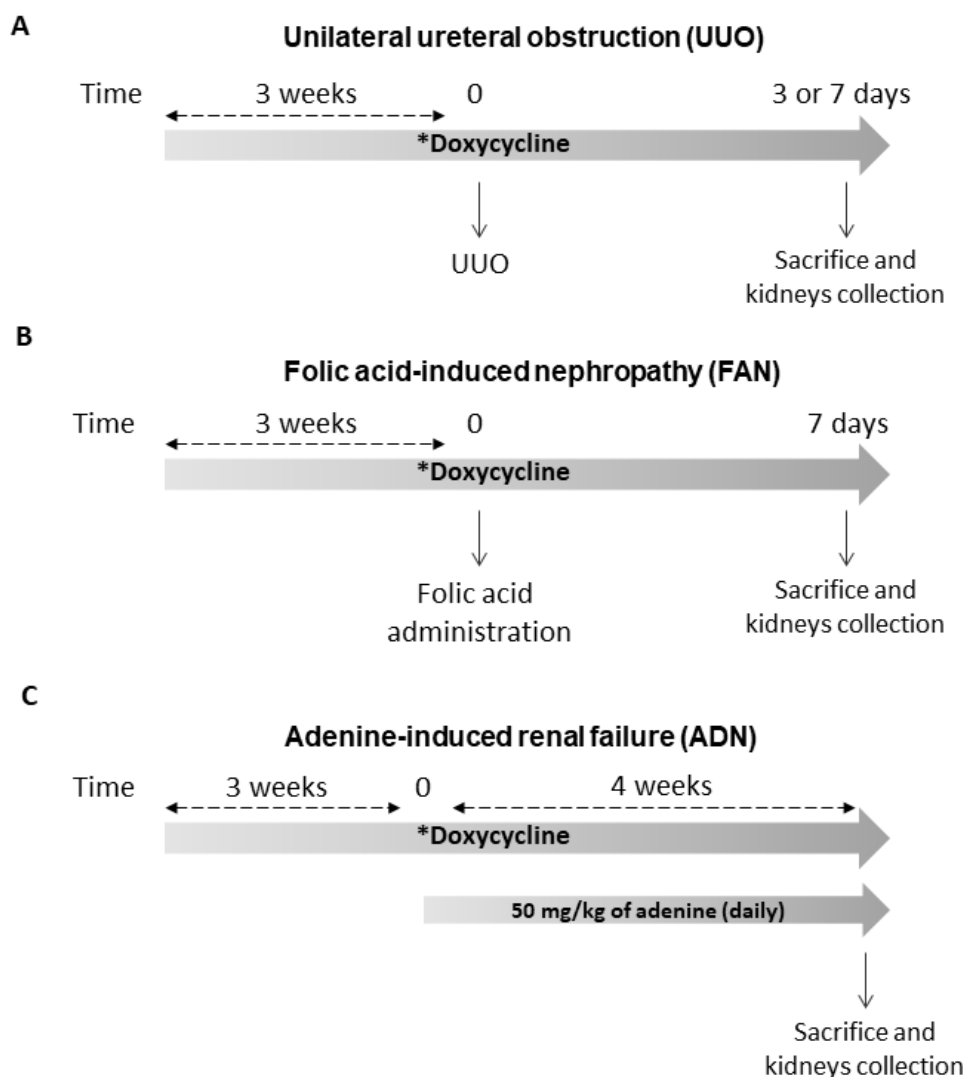 A
Unilateral ureteral obstruction (UUO)
Time 3 weeks 0 3 or 7 days
*Doxycycline
UUO
Sacrifice and
kidneys collection
B
Folic acid-induced nephropathy (FAN)
Time 3 weeks 0 7 days
*Doxycycline
Folic acid
administration
Sacrifice and
kidneys collection
C
Adenine-induced renal failure (ADN)
Time 3 weeks 0 4 weeks
*Doxycycline
50 mg/kg of adenine (daily)
Sacrifice and
kidneys collection